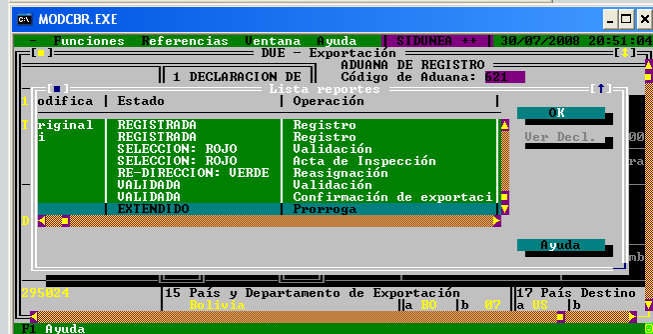 MODCBR.EXE
- Funciones Referencias Ventana Ayuda | SIDUNEA ++ | 30/07/2008 20:51:04
DUE - Exportación
ADUANA DE REGISTRO
1 DECLARACION DE Código de Aduana: 621
Lista reportes
odifica | Estado | Operación |
riginal | REGISTRADA | Registro
i | REGISTRADA | Registro
SELECCION: ROJO | Validación
SELECCION: ROJO | Acta de Inspección
RE-DIRECCION: VERDE | Reasignación
VALIDADA | Validación
VALIDADA | Confirmación de exportaci
EXTENDIDO | Prorroga
OK
Ver Decl.
Ayuda
295024 15 País y Departamento de Exportación 17 País Destino
Bolivia a BO b 07 a US b
F1 Ayuda